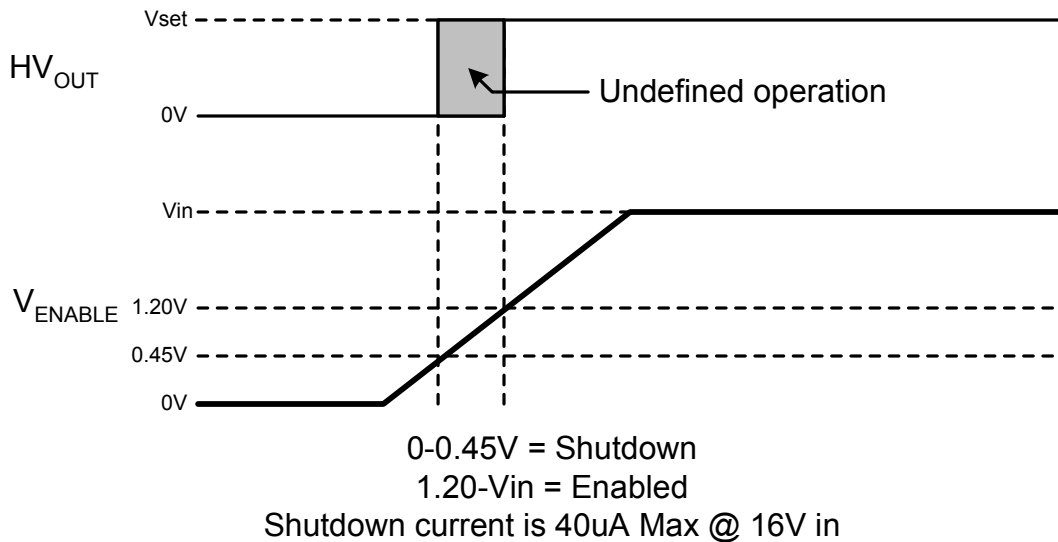 Vset
HV_OUT
Undefined operation
0V
Vin
V_ENABLE
1.20V
0.45V
0V
0-0.45V = Shutdown
1.20-Vin = Enabled
Shutdown current is 40uA Max @ 16V in